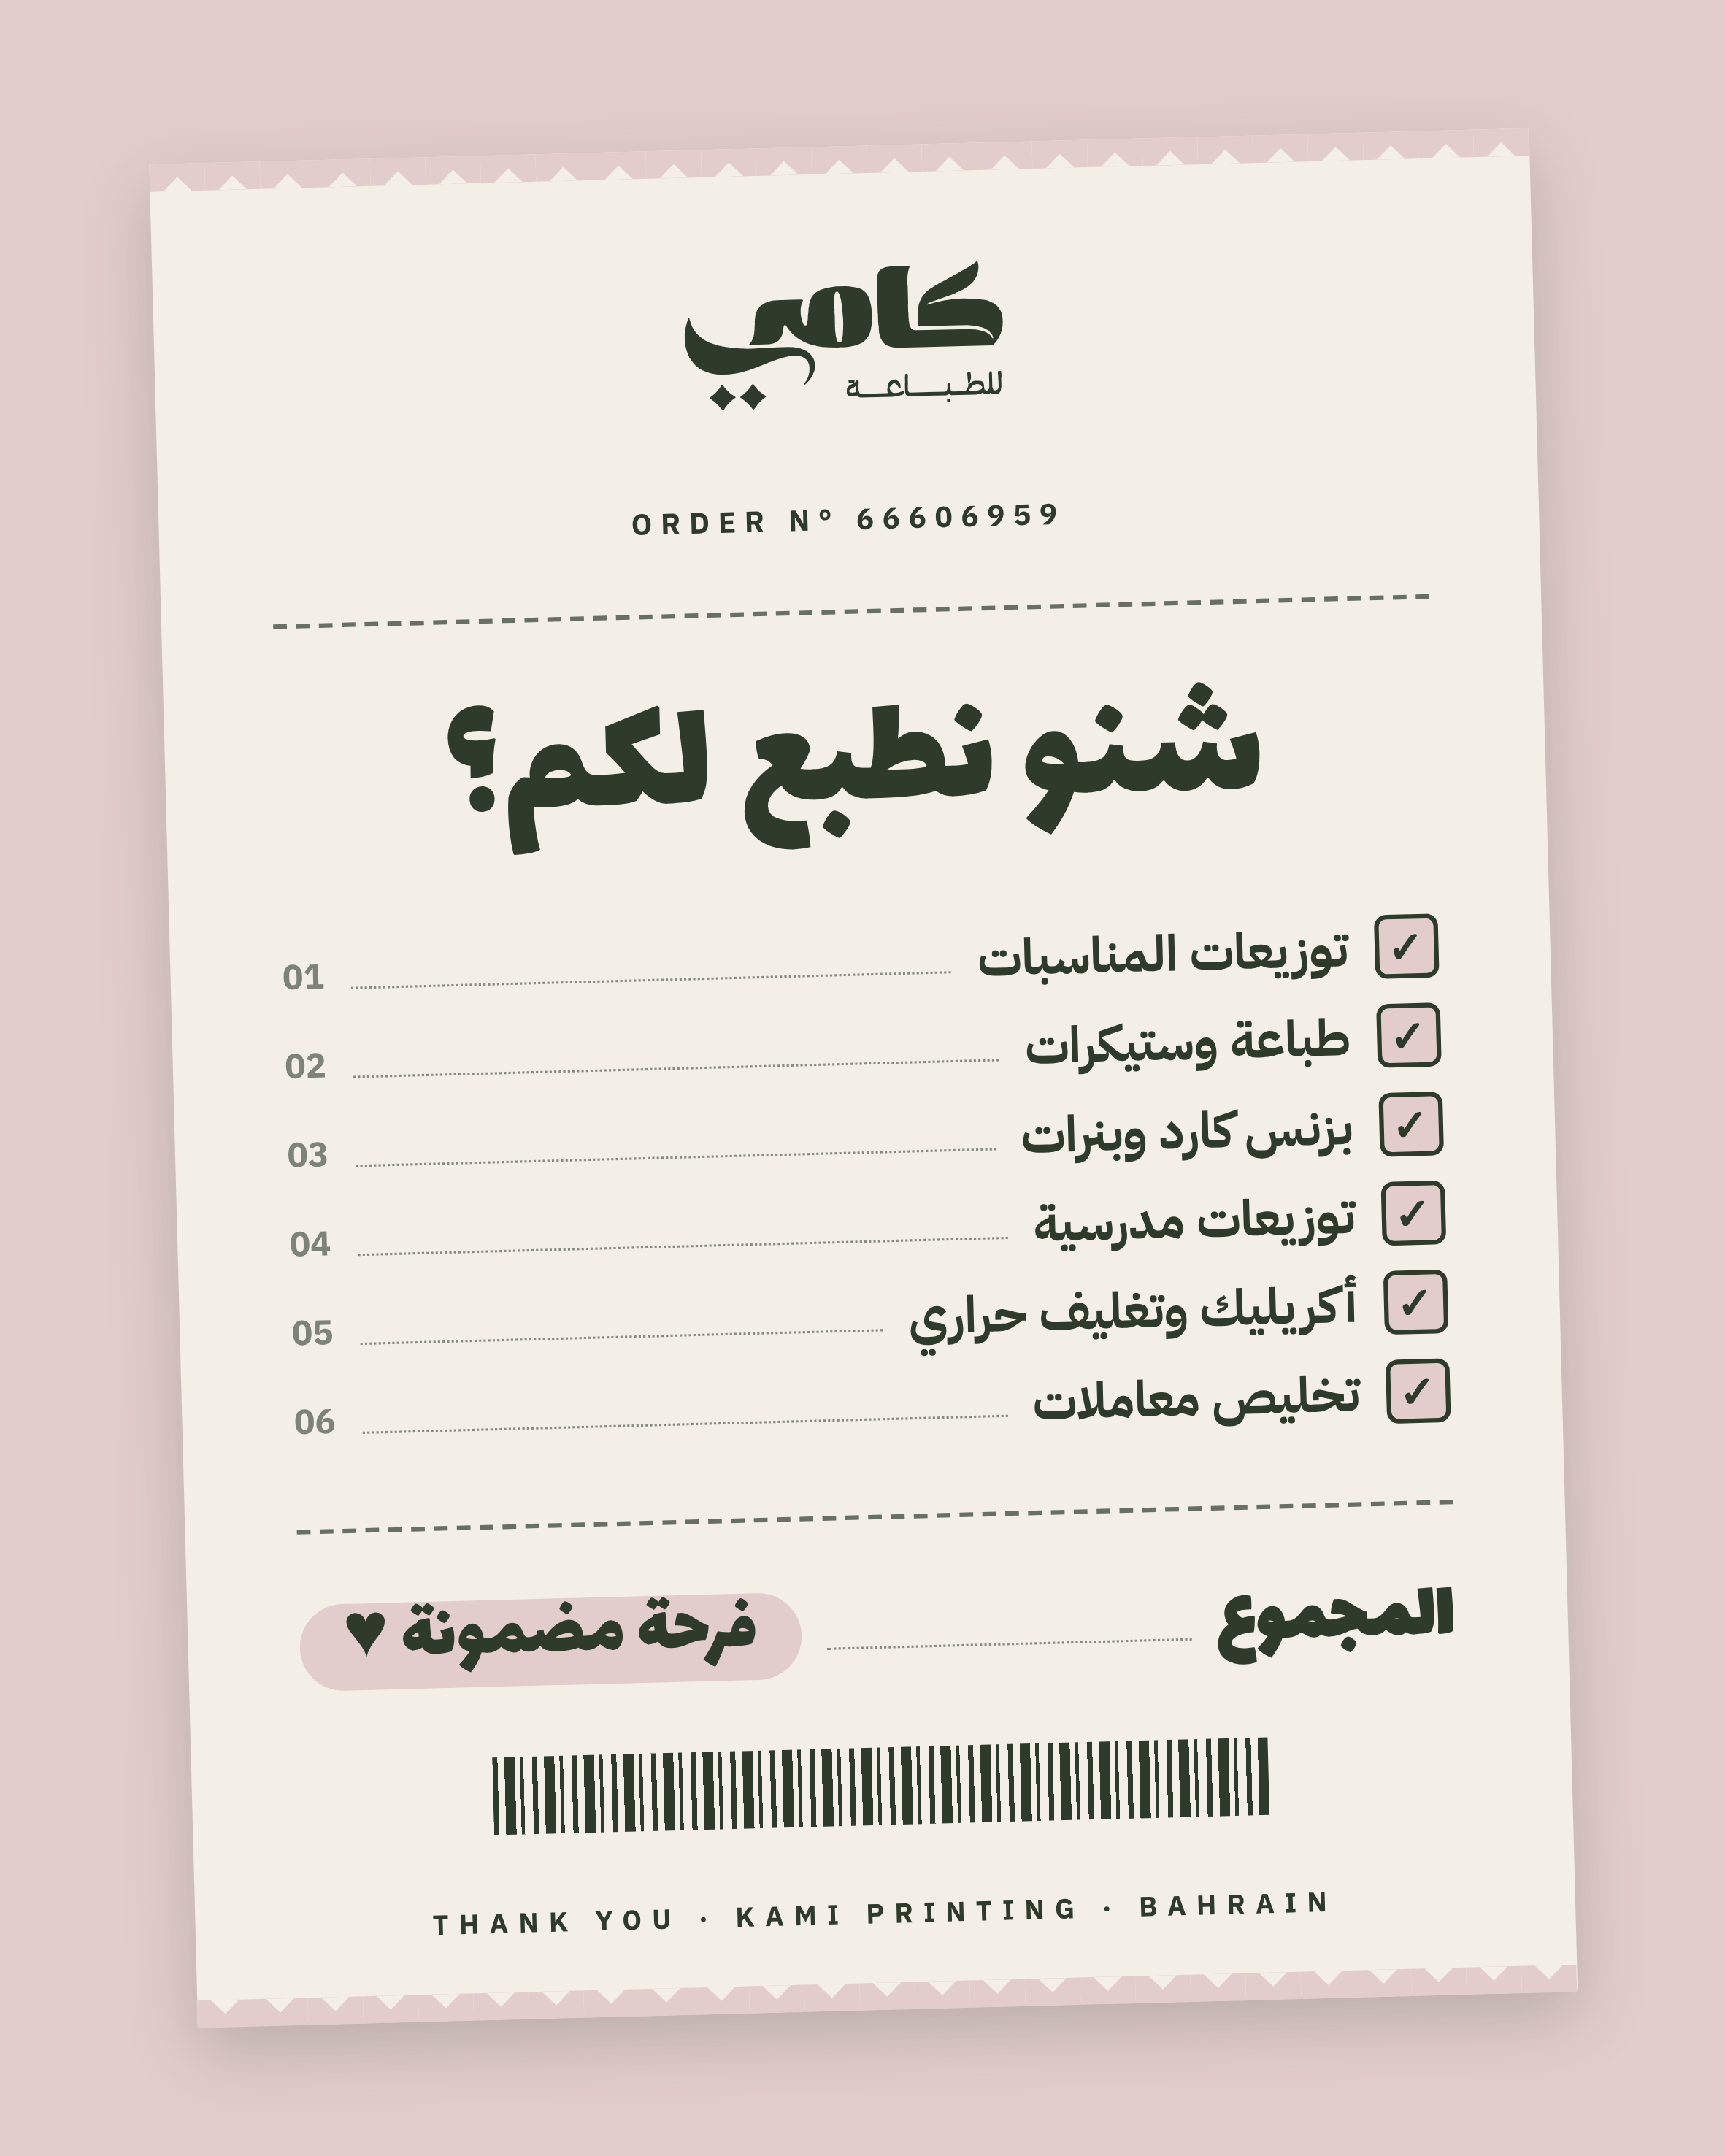 كامي
للطبـاعـة
ORDER N° 66606959
شنو نطبع لكم؟
✓ توزيعات المناسبات 01
✓ طباعة وستيكرات 02
✓ بزنس كارد وبنرات 03
✓ توزيعات مدرسية 04
✓ أكريليك وتغليف حراري 05
✓ تخليص معاملات 06
المجموع فرحة مضمونة ♥
THANK YOU · KAMI PRINTING · BAHRAIN